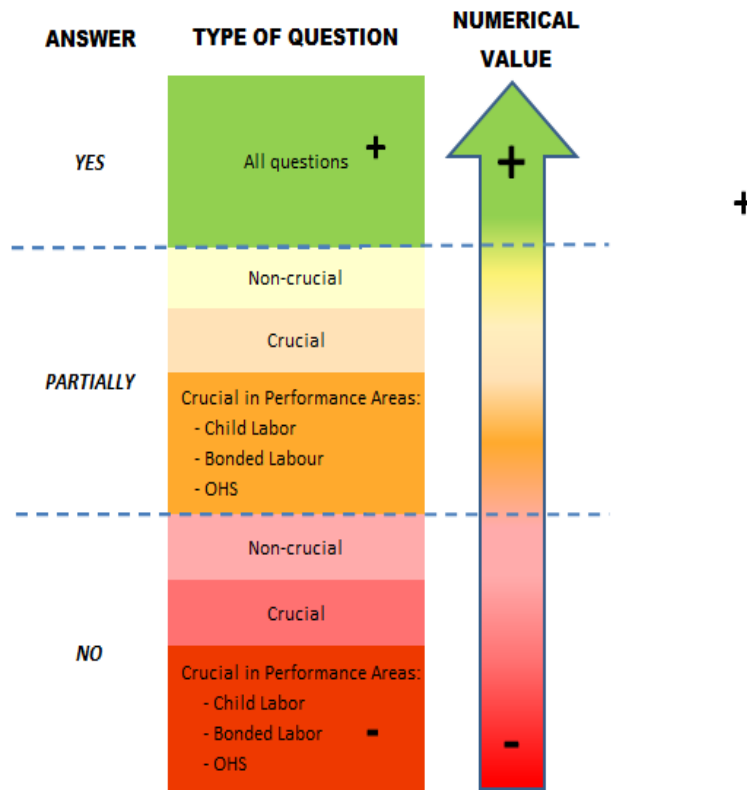 ANSWER
TYPE OF QUESTION
NUMERICAL
VALUE
YES
All questions +
+
+
Non-crucial
Crucial
PARTIALLY
Crucial in Performance Areas:
- Child Labor
- Bonded Labour
- OHS
Non-crucial
Crucial
NO
Crucial in Performance Areas:
- Child Labor
- Bonded Labor -
- OHS
-